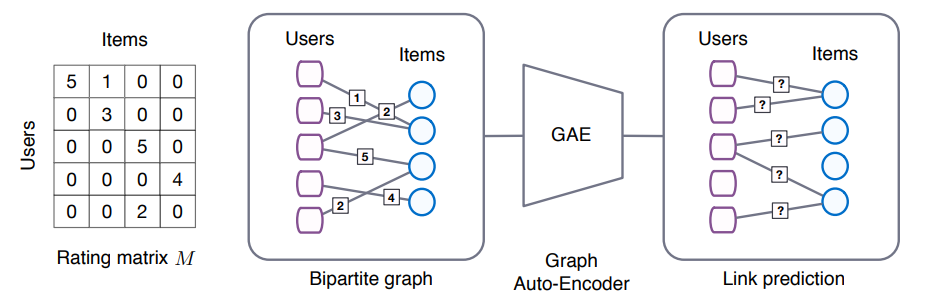 Items
Users
5 1 0 0
0 3 0 0
0 0 5 0
0 0 0 4
0 0 2 0
Rating matrix M
Users
Items
1
2
3
5
4
2
Bipartite graph
GAE
Graph
Auto-Encoder
Users
Items
?
?
?
?
?
Link prediction